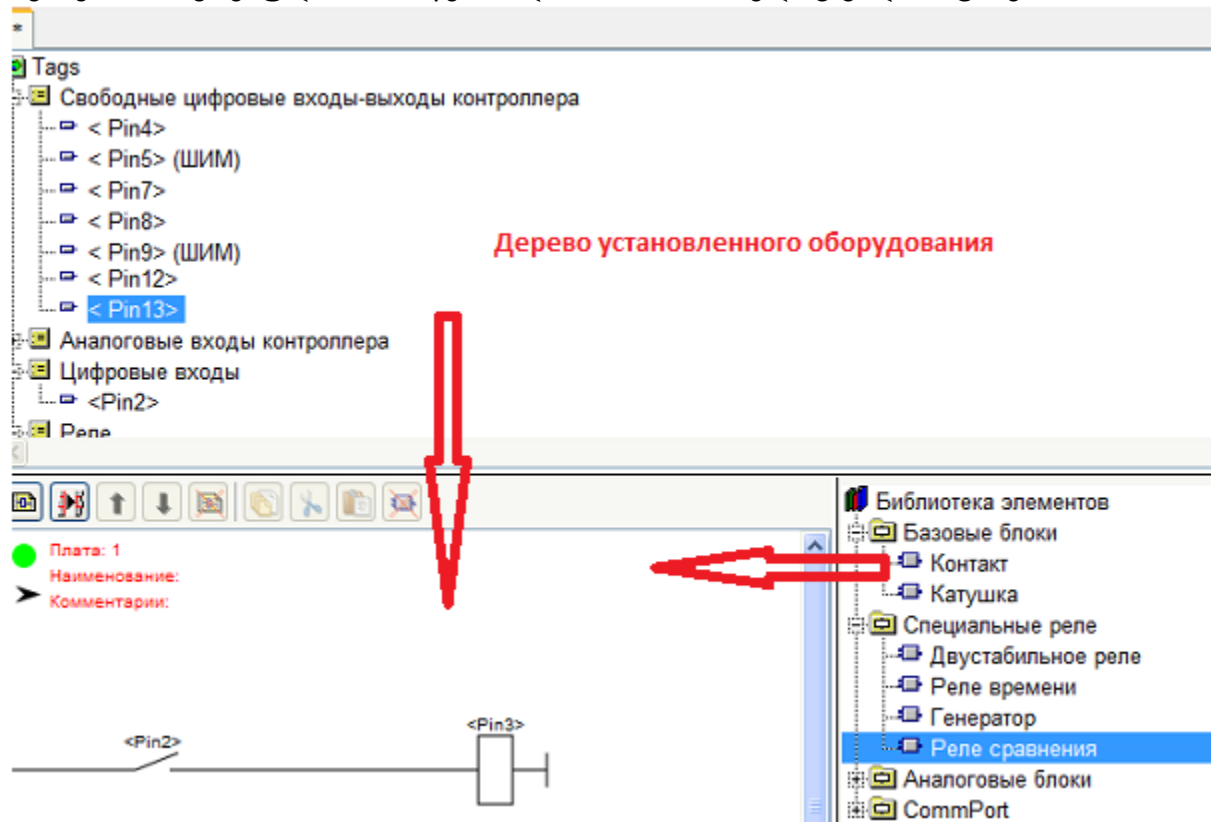 *
Tags
Свободные цифровые входы-выходы контроллера
< Pin4>
< Pin5> (ШИМ)
< Pin7>
< Pin8>
< Pin9> (ШИМ)
< Pin12>
< Pin13>
Дерево установленного оборудования
Аналоговые входы контроллера
Цифровые входы
<Pin2>
Реле
Плата: 1
Наименование:
Комментарии:
<Pin2>
<Pin3>
Библиотека элементов
Базовые блоки
Контакт
Катушка
Специальные реле
Двустабильное реле
Реле времени
Генератор
Реле сравнения
Аналоговые блоки
CommPort